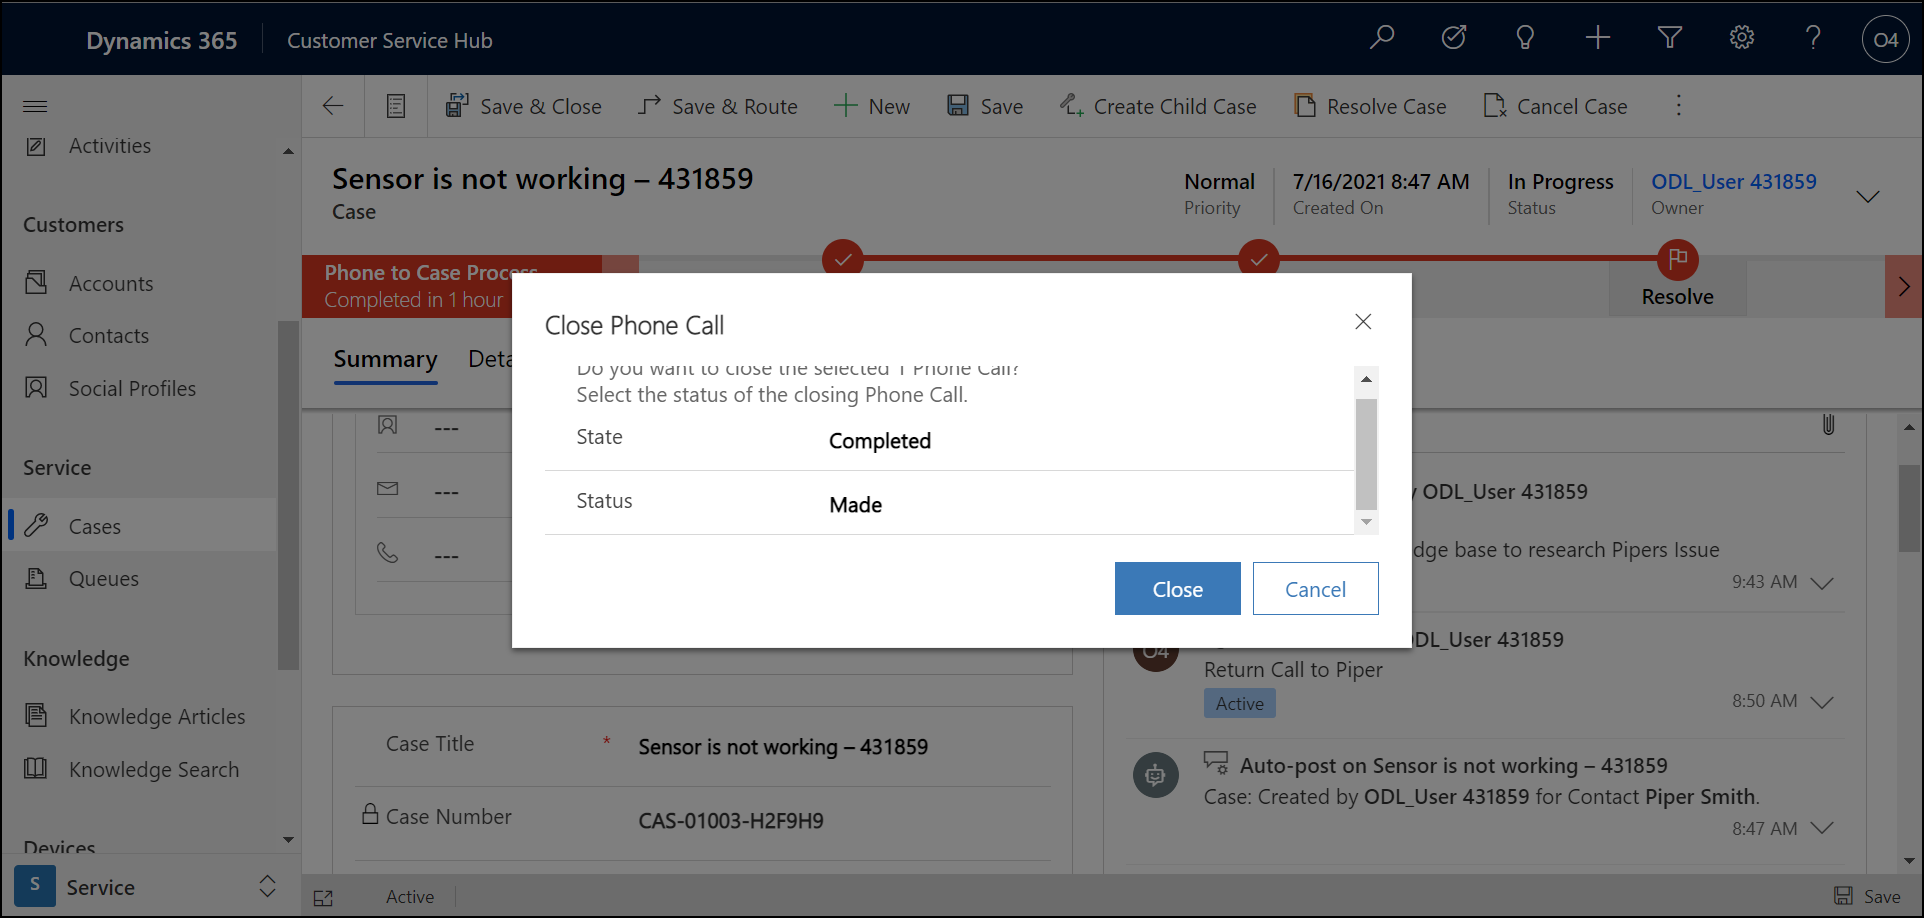 Dynamics 365
Customer Service Hub
O4
Save & Close
Save & Route
New
Save
Create Child Case
Resolve Case
Cancel Case
Activities
Customers
Accounts
Contacts
Social Profiles
Service
Cases
Queues
Knowledge
Knowledge Articles
Knowledge Search
Devices
S
Service
Sensor is not working – 431859
Case
Normal
Priority
7/16/2021 8:47 AM
Created On
In Progress
Status
ODL_User 431859
Owner
Phone to Case Process
Completed in 1 hour
Resolve
Summary
Deta
---
---
---
Close Phone Call
Do you want to close the selected 1 Phone Call?
Select the status of the closing Phone Call.
State
Completed
Status
Made
Close
Cancel
Case Title
*
Sensor is not working – 431859
Case Number
CAS-01003-H2F9H9
ODL_User 431859
dge base to research Pipers Issue
9:43 AM
O4
DL_User 431859
Return Call to Piper
Active
8:50 AM
Auto-post on Sensor is not working – 431859
Case: Created by ODL_User 431859 for Contact Piper Smith.
8:47 AM
Active
Save